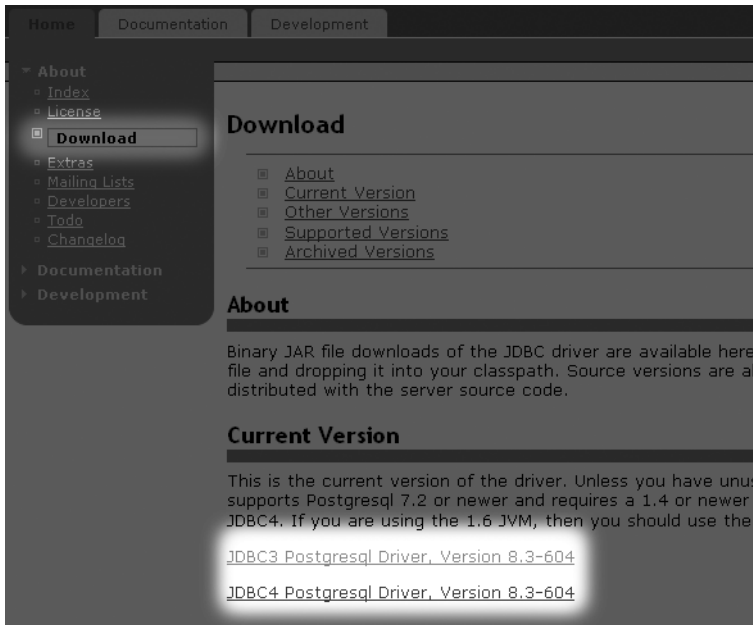 Home Documentation Development
About
Index
License
Download
Extras
Mailing Lists
Developers
Todo
Changelog
Documentation
Development
Download
About
Current Version
Other Versions
Supported Versions
Archived Versions
About
Binary JAR file downloads of the JDBC driver are available here
file and dropping it into your classpath. Source versions are a
distributed with the server source code.
Current Version
This is the current version of the driver. Unless you have unu
supports Postgresql 7.2 or newer and requires a 1.4 or newer
JDBC4. If you are using the 1.6 JVM, then you should use the
JDBC3 Postgresql Driver, Version 8.3-604
JDBC4 Postgresql Driver, Version 8.3-604